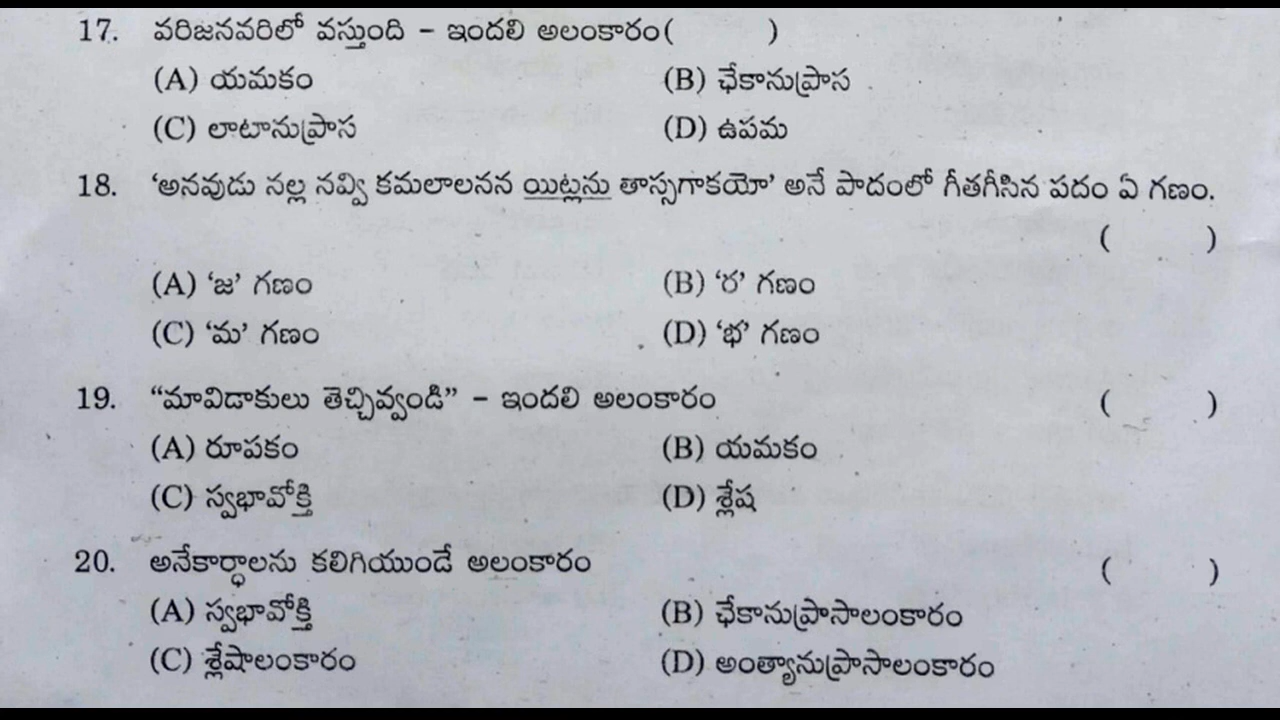 17. వరిజనవరిలో వస్తుంది – ఇందలి అలంకారం( )
(A) యమకం (B) ఛేకానుప్రాస
(C) లాటానుప్రాస (D) ఉపమ
18. ‘అనవుడు నల్ల నవ్వి కమలాలనన యిట్లను తాస్సగాకయో’ అనే పాదంలో గీతగీసిన పదం ఏ గణం.
( )
(A) ‘జ’ గణం (B) ‘ర’ గణం
(C) ‘మ’ గణం (D) ‘భ’ గణం
19. “మావిడాకులు తెచ్చివ్వండి” – ఇందలి అలంకారం ( )
(A) రూపకం (B) యమకం
(C) స్వభావోక్తి (D) శ్లేష
20. అనేకార్ధాలను కలిగియుండే అలంకారం ( )
(A) స్వభావోక్తి (B) ఛేకానుప్రాసాలంకారం
(C) శ్లేషాలంకారం (D) అంత్యానుప్రాసాలంకారం